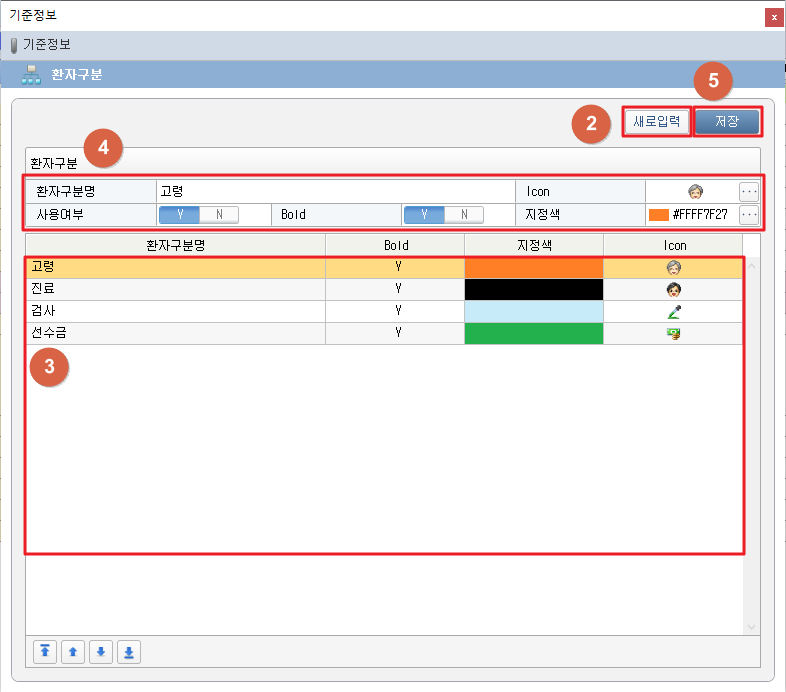 기준정보
x
기준정보
환자구분
5
2
새로입력
저장
4
환자구분
환자구분명 고령 Icon ...
사용여부 Y N Bold Y N 지정색 #FFFF7F27 ...
환자구분명 Bold 지정색 Icon
고령 Y
진료 Y
검사 Y
선수금 Y
3